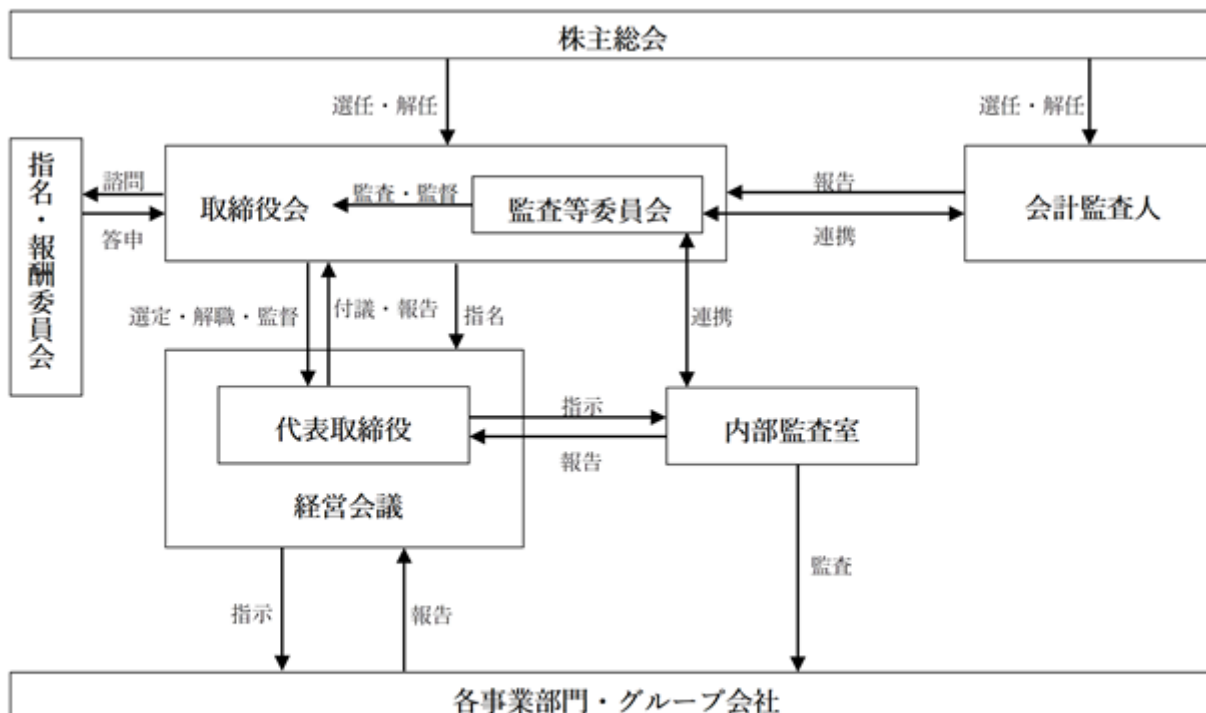 株主総会
選任・解任
選任・解任
指名・報酬委員会
諮問
答申
取締役会
監査・監督
監査等委員会
報告
連携
会計監査人
選定・解職・監督
付議・報告
指名
連携
代表取締役
指示
報告
内部監査室
経営会議
監査
指示
報告
各事業部門・グループ会社